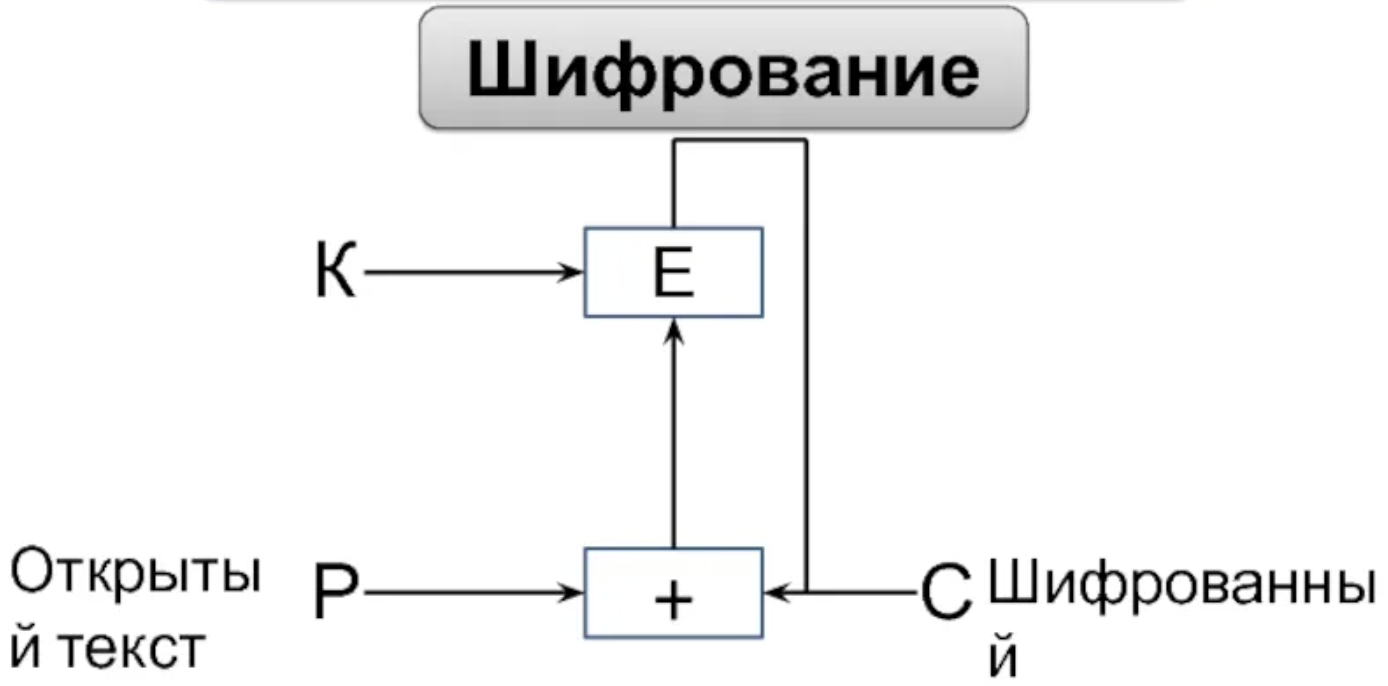 Шифрование
К
Е
Открыты
й текст
Р
+
С
Шифрованны
й